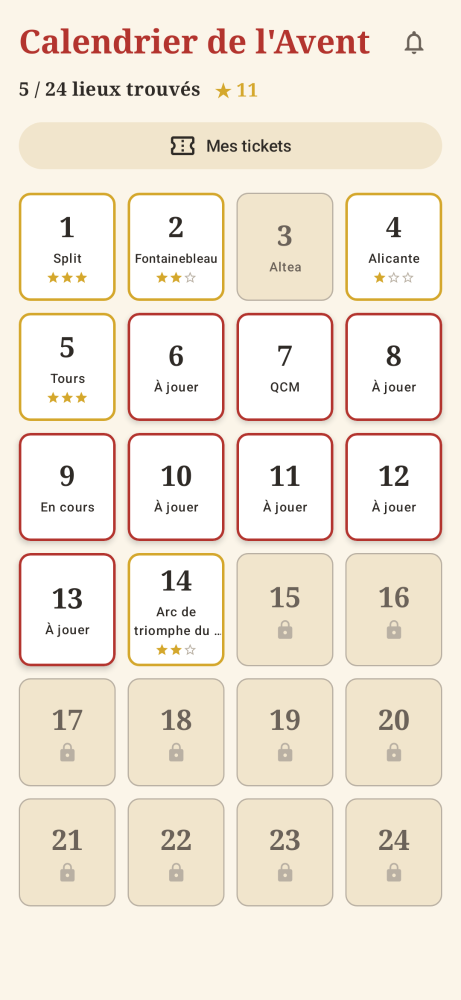 Calendrier de l'Avent
5 / 24 lieux trouvés ★ 11
Mes tickets
1
Split
2
Fontainebleau
3
Altea
4
Alicante
5
Tours
6
À jouer
7
QCM
8
À jouer
9
En cours
10
À jouer
11
À jouer
12
À jouer
13
À jouer
14
Arc de
triomphe du ...
15
16
17
18
19
20
21
22
23
24